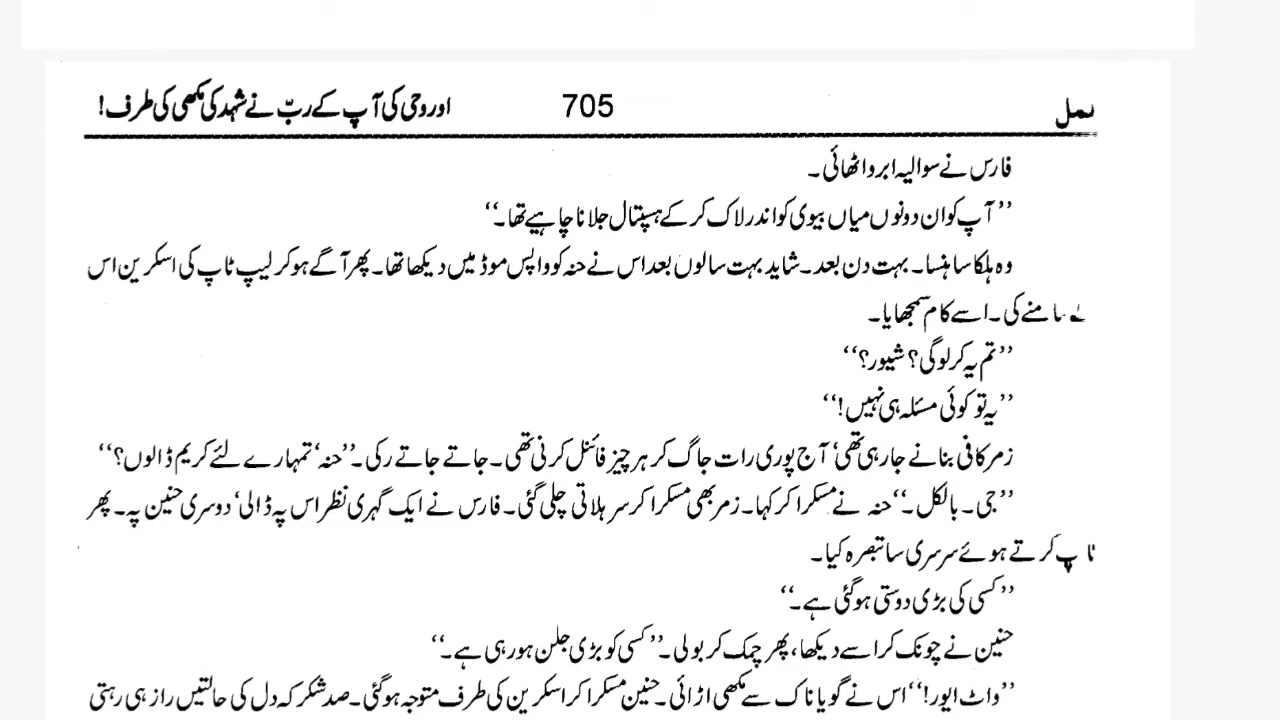 نمل 705 اور وحی کی آپ کے ربّ نے شہد کی مکھی کی طرف!
فارس نے سوالیہ ابرو اٹھائی۔
’’آپ کو ان دونوں میاں بیوی کو اندر لاک کر کے ہسپتال جلانا چاہیے تھا۔‘‘
وہ ہلکا سا ہنسا۔ بہت دن بعد۔ شاید بہت سالوں بعد اس نے حنہ کو واپس موڈ میں دیکھا تھا۔ پھر آگے ہو کر لیپ ٹاپ کی اسکرین اس
کے سامنے کی۔ اسے کام سمجھایا۔
’’تم یہ کر لو گی؟ شیور؟‘‘
’’یہ تو کوئی مسئلہ ہی نہیں!‘‘
زمر کافی بنانے جا رہی تھی‘ آج پوری رات جاگ کر ہر چیز فائنل کرنی تھی۔ جاتے جاتے رکی۔ ’’حنہ‘ تمہارے لئے کریم ڈالوں؟‘‘
’’جی۔ بالکل۔‘‘ حنہ نے مسکرا کر کہا۔ زمر بھی مسکرا کر سر ہلاتی چلی گئی۔ فارس نے ایک گہری نظر اس پہ ڈالی‘ دوسری حنین پہ۔ پھر
ٹاپ کرتے ہوئے سرسری سا تبصرہ کیا۔
’’کسی کی بڑی دوستی ہو گئی ہے۔‘‘
حنین نے چونک کر اسے دیکھا، پھر چمک کر بولی۔ ’’کسی کو بڑی جلن ہو رہی ہے۔‘‘
’’واٹ ایور!‘‘ اس نے گویا ناک سے مکھی اڑائی۔ حنین مسکرا کر اسکرین کی طرف متوجہ ہو گئی۔ صد شکر کہ دل کی حالتیں راز ہی رہتی